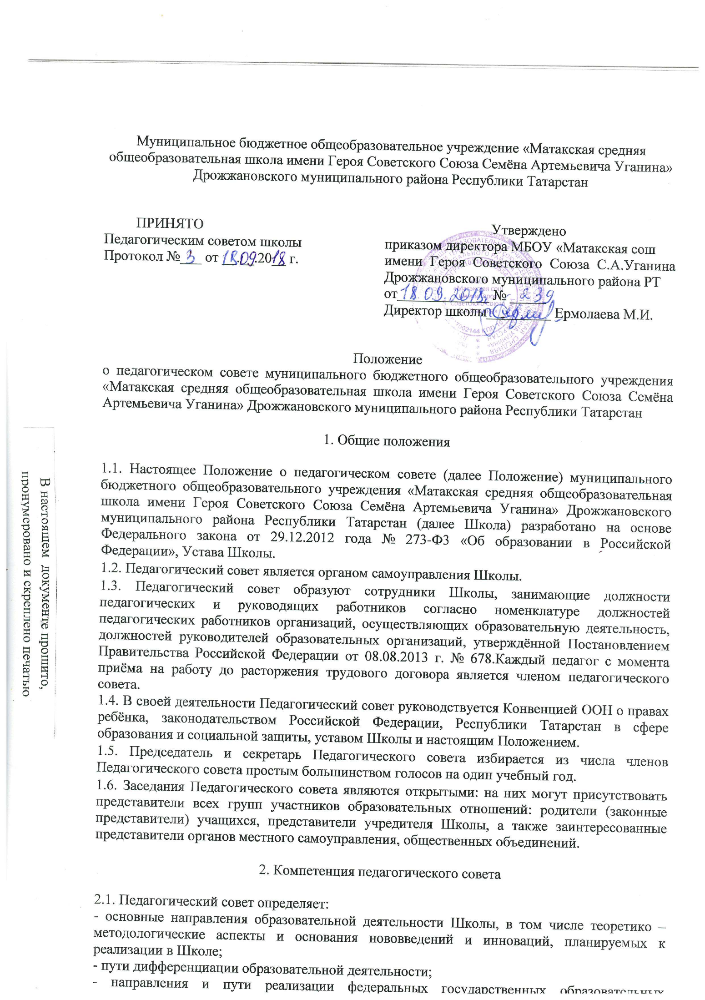 Муниципальное бюджетное общеобразовательное учреждение «Матакская средняя
общеобразовательная школа имени Героя Советского Союза Семёна Артемьевича Уганина»
Дрожжановского муниципального района Республики Татарстан
ПРИНЯТО
Педагогическим советом школы
Протокол № 3 от 18.09.2018 г.
Утверждено
приказом директора МБОУ «Матакская сош
имени Героя Советского Союза С.А.Уганина
Дрожжановского муниципального района РТ
от 18.09.2018г № 239
Директор школы Ермолаева М.И.
Положение
о педагогическом совете муниципального бюджетного общеобразовательного учреждения
«Матакская средняя общеобразовательная школа имени Героя Советского Союза Семёна
Артемьевича Уганина» Дрожжановского муниципального района Республики Татарстан
1. Общие положения
1.1. Настоящее Положение о педагогическом совете (далее Положение) муниципального
бюджетного общеобразовательного учреждения «Матакская средняя общеобразовательная
школа имени Героя Советского Союза Семёна Артемьевича Уганина» Дрожжановского
муниципального района Республики Татарстан (далее Школа) разработано на основе
Федерального закона от 29.12.2012 года № 273-ФЗ «Об образовании в Российской
Федерации», Устава Школы.
1.2. Педагогический совет является органом самоуправления Школы.
1.3. Педагогический совет образуют сотрудники Школы, занимающие должности
педагогических и руководящих работников согласно номенклатуре должностей
педагогических работников организаций, осуществляющих образовательную деятельность,
должностей руководителей образовательных организаций, утверждённой Постановлением
Правительства Российской Федерации от 08.08.2013 г. № 678.Каждый педагог с момента
приёма на работу до расторжения трудового договора является членом педагогического
совета.
1.4. В своей деятельности Педагогический совет руководствуется Конвенцией ООН о правах
ребёнка, законодательством Российской Федерации, Республики Татарстан в сфере
образования и социальной защиты, уставом Школы и настоящим Положением.
1.5. Председатель и секретарь Педагогического совета избирается из числа членов
Педагогического совета простым большинством голосов на один учебный год.
1.6. Заседания Педагогического совета являются открытыми: на них могут присутствовать
представители всех групп участников образовательных отношений: родители (законные
представители) учащихся, представители учредителя Школы, а также заинтересованные
представители органов местного самоуправления, общественных объединений.
2. Компетенция педагогического совета
2.1. Педагогический совет определяет:
- основные направления образовательной деятельности Школы, в том числе теоретико –
методологические аспекты и основания нововведений и инноваций, планируемых к
реализации в Школе;
- пути дифференциации образовательной деятельности;
- направления и пути реализации федеральных государственных образовательных
В настоящем документе прошито,
пронумеровано и скреплено печатью